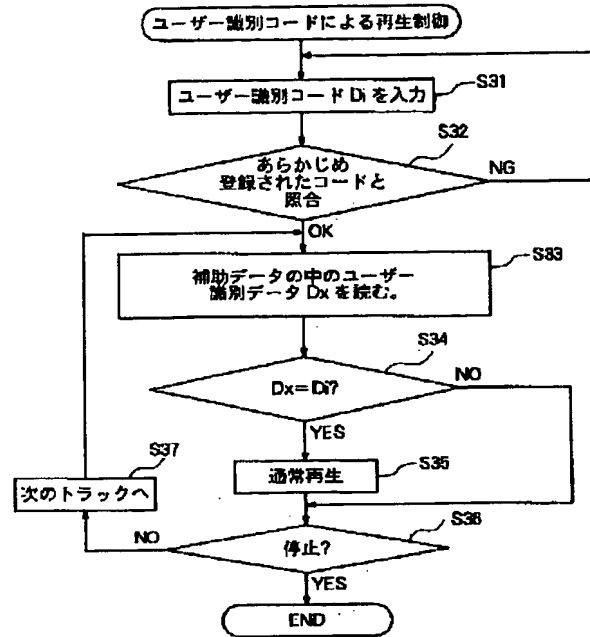 ユーザー識別コードによる再生制御
S31
ユーザー識別コード Di を入力
S32
あらかじめ
登録されたコードと
照合
NG
OK
S33
補助データの中のユーザー
識別データ Dx を読む。
S34
Dx=Di?
NO
YES
S37
次のトラックへ
S35
通常再生
S36
停止?
NO
YES
END